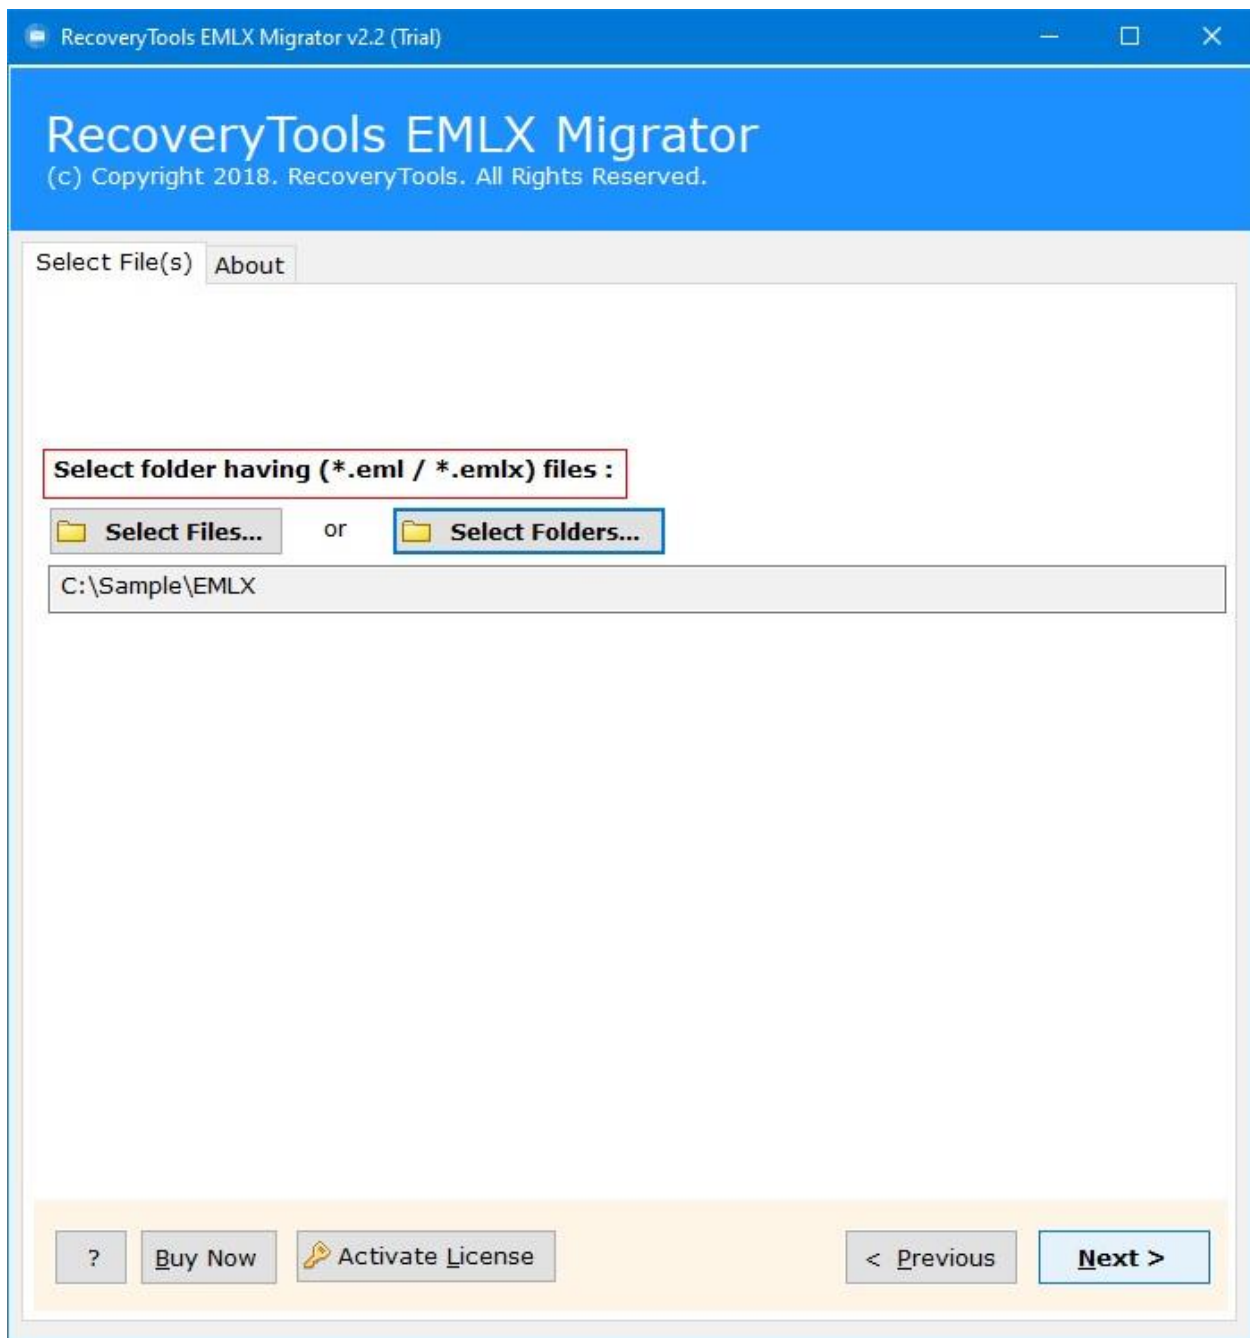 RecoveryTools EMLX Migrator v2.2 (Trial)
RecoveryTools EMLX Migrator
(c) Copyright 2018. RecoveryTools. All Rights Reserved.
Select File(s) About
Select folder having (*.eml / *.emlx) files :
Select Files... or Select Folders...
C:\Sample\EMLX
? Buy Now Activate License < Previous Next >